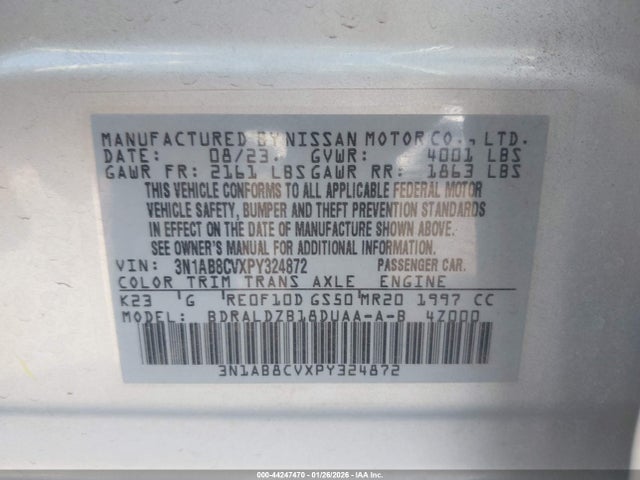 MANUFACTURED BY NISSAN MOTOR CO., LTD.
DATE: 08/23. GVWR: 4001 LBS
GAWR FR: 2161 LBS GAWR RR: 1863 LBS
THIS VEHICLE CONFORMS TO ALL APPLICABLE FEDERAL MOTOR
VEHICLE SAFETY, BUMPER AND THEFT PREVENTION STANDARDS
IN EFFECT ON THE DATE OF MANUFACTURE SHOWN ABOVE.
SEE OWNER'S MANUAL FOR ADDITIONAL INFORMATION.
VIN: 3N1AB8CVXPY324872 PASSENGER CAR.
COLOR TRIM TRANS AXLE ENGINE
K23 'G RE0F10D GS50 MR20 1997 CC
MODEL: BDRALDZB18DUAA-A-B 4Z000
3N1AB8CVXPY324872
000-44247470 - 01/26/2026 - IAA Inc.